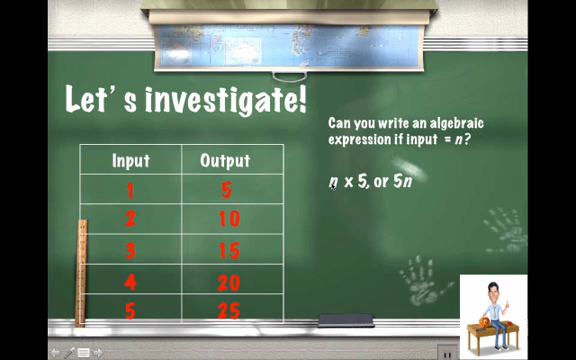 Let's investigate!
Can you write an algebraic
expression if input = n?
n x 5, or 5n
Input Output
1 5
2 10
3 15
4 20
5 25